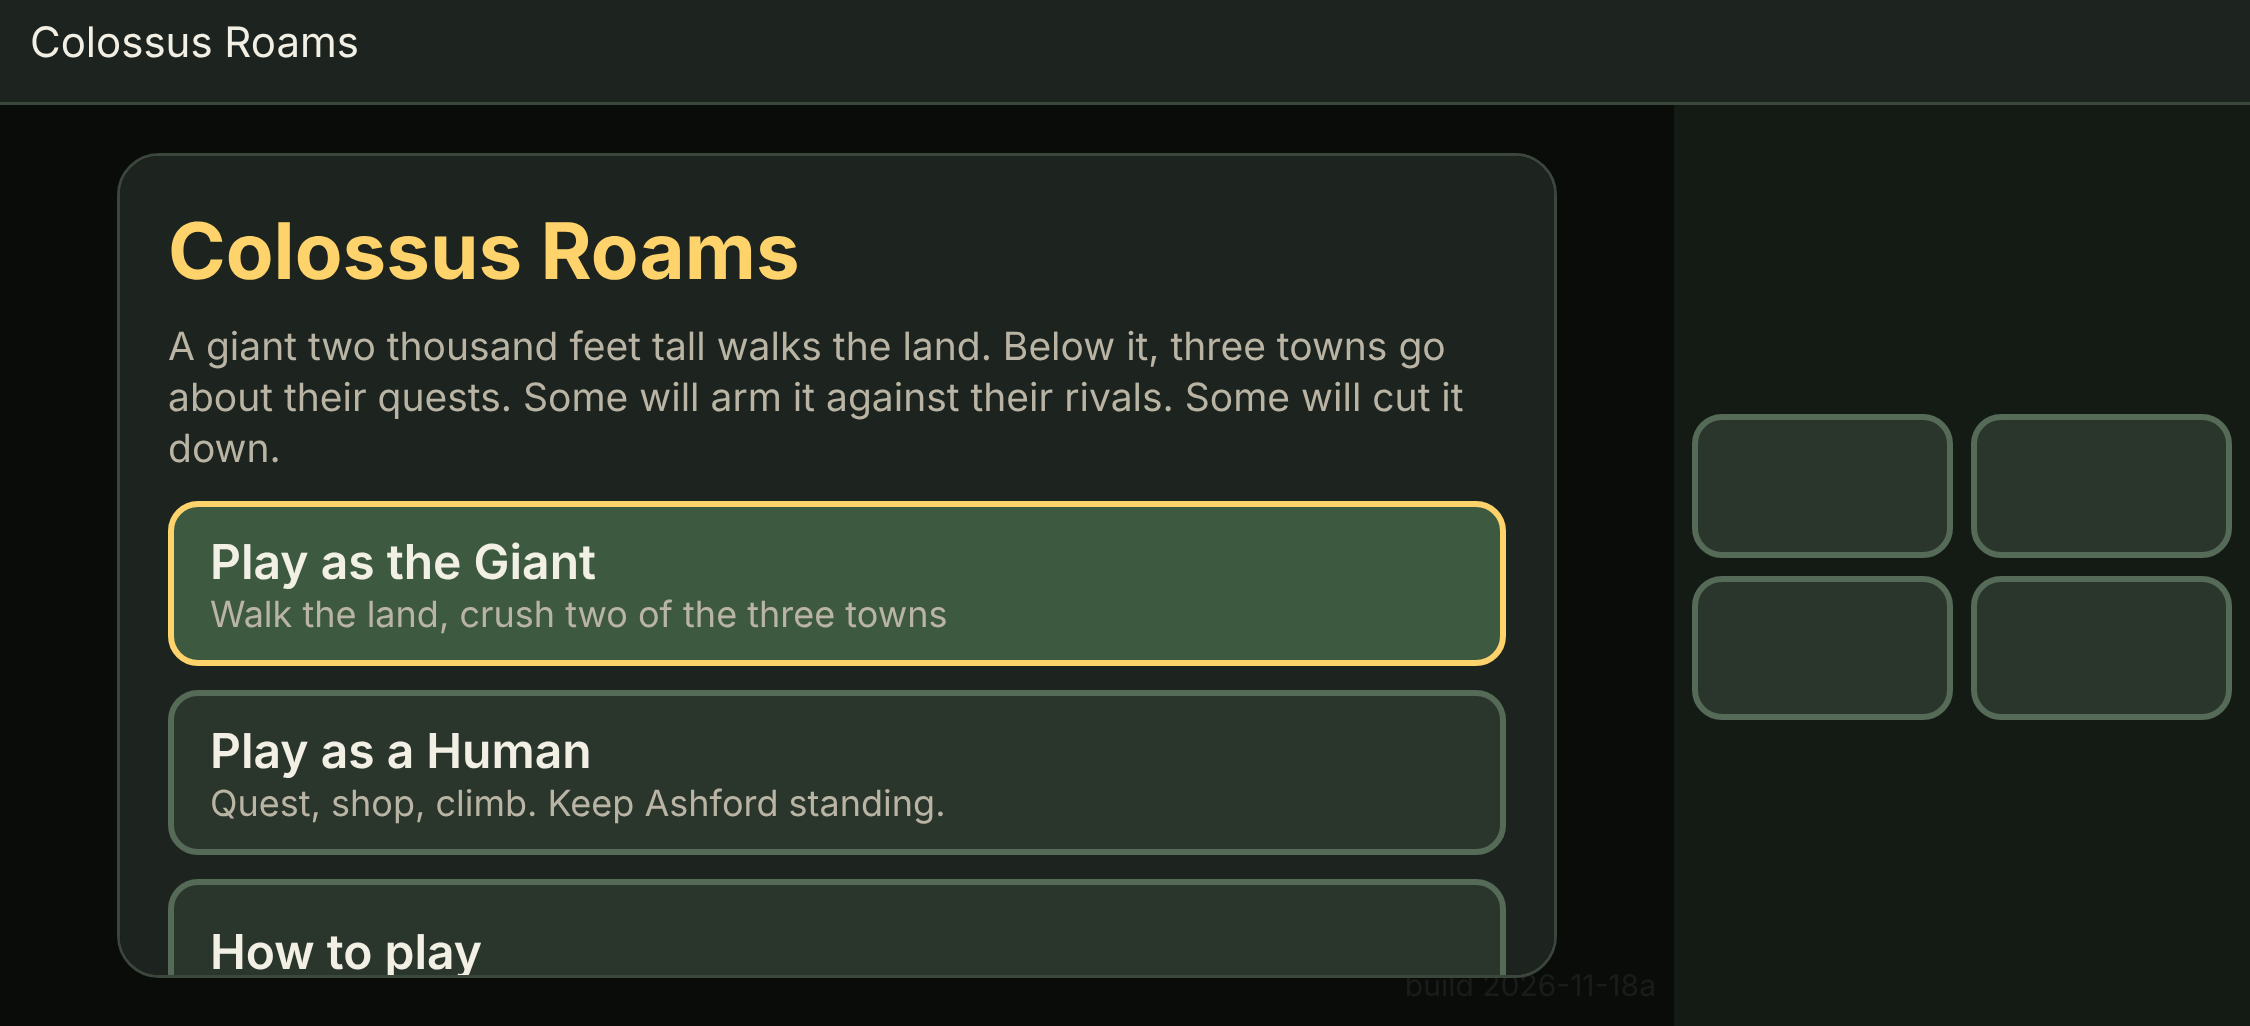 Colossus Roams
Colossus Roams
A giant two thousand feet tall walks the land. Below it, three towns go
about their quests. Some will arm it against their rivals. Some will cut it
down.
Play as the Giant
Walk the land, crush two of the three towns
Play as a Human
Quest, shop, climb. Keep Ashford standing.
How to play
build 2026-11-18a